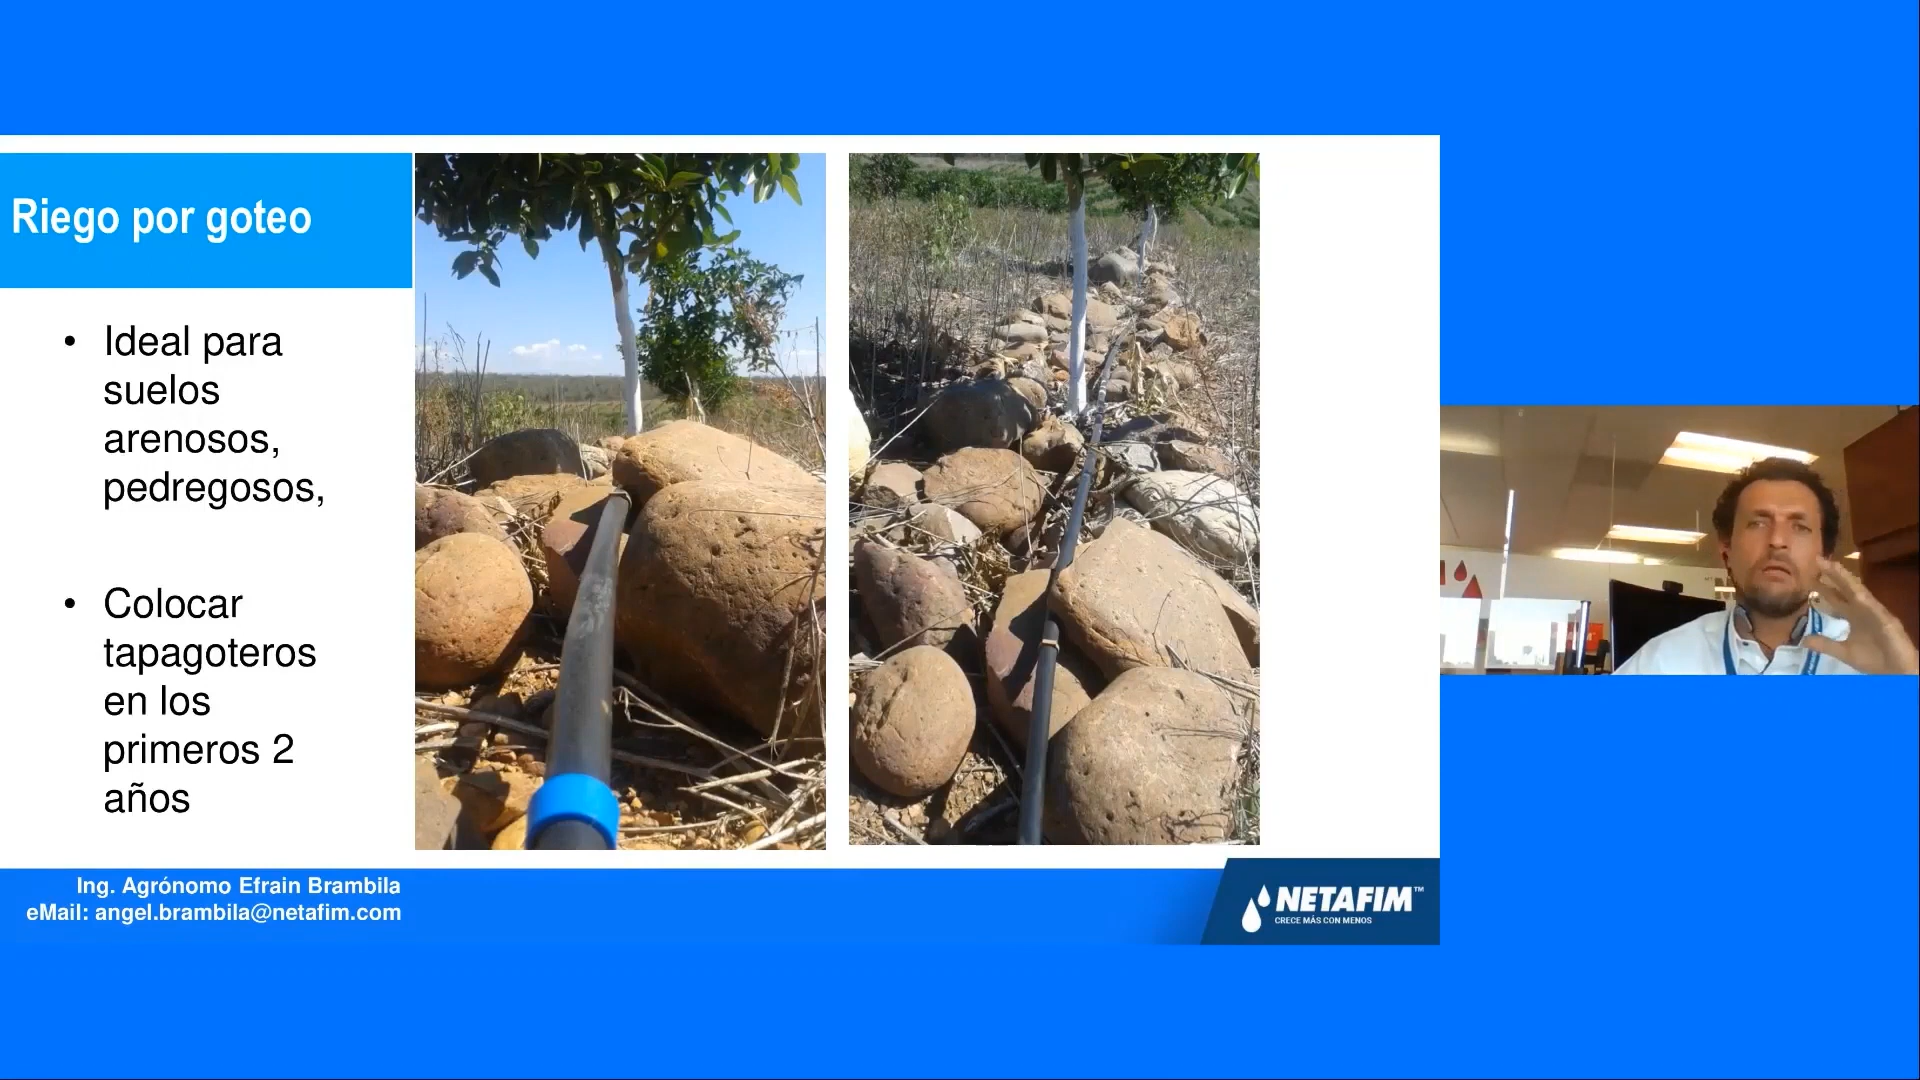 Riego por goteo
• Ideal para
suelos
arenosos,
pedregosos,
• Colocar
tapagoteros
en los
primeros 2
años
Ing. Agrónomo Efrain Brambila
eMail: angel.brambila@netafim.com
NETAFIM™
CRECE MÁS CON MENOS